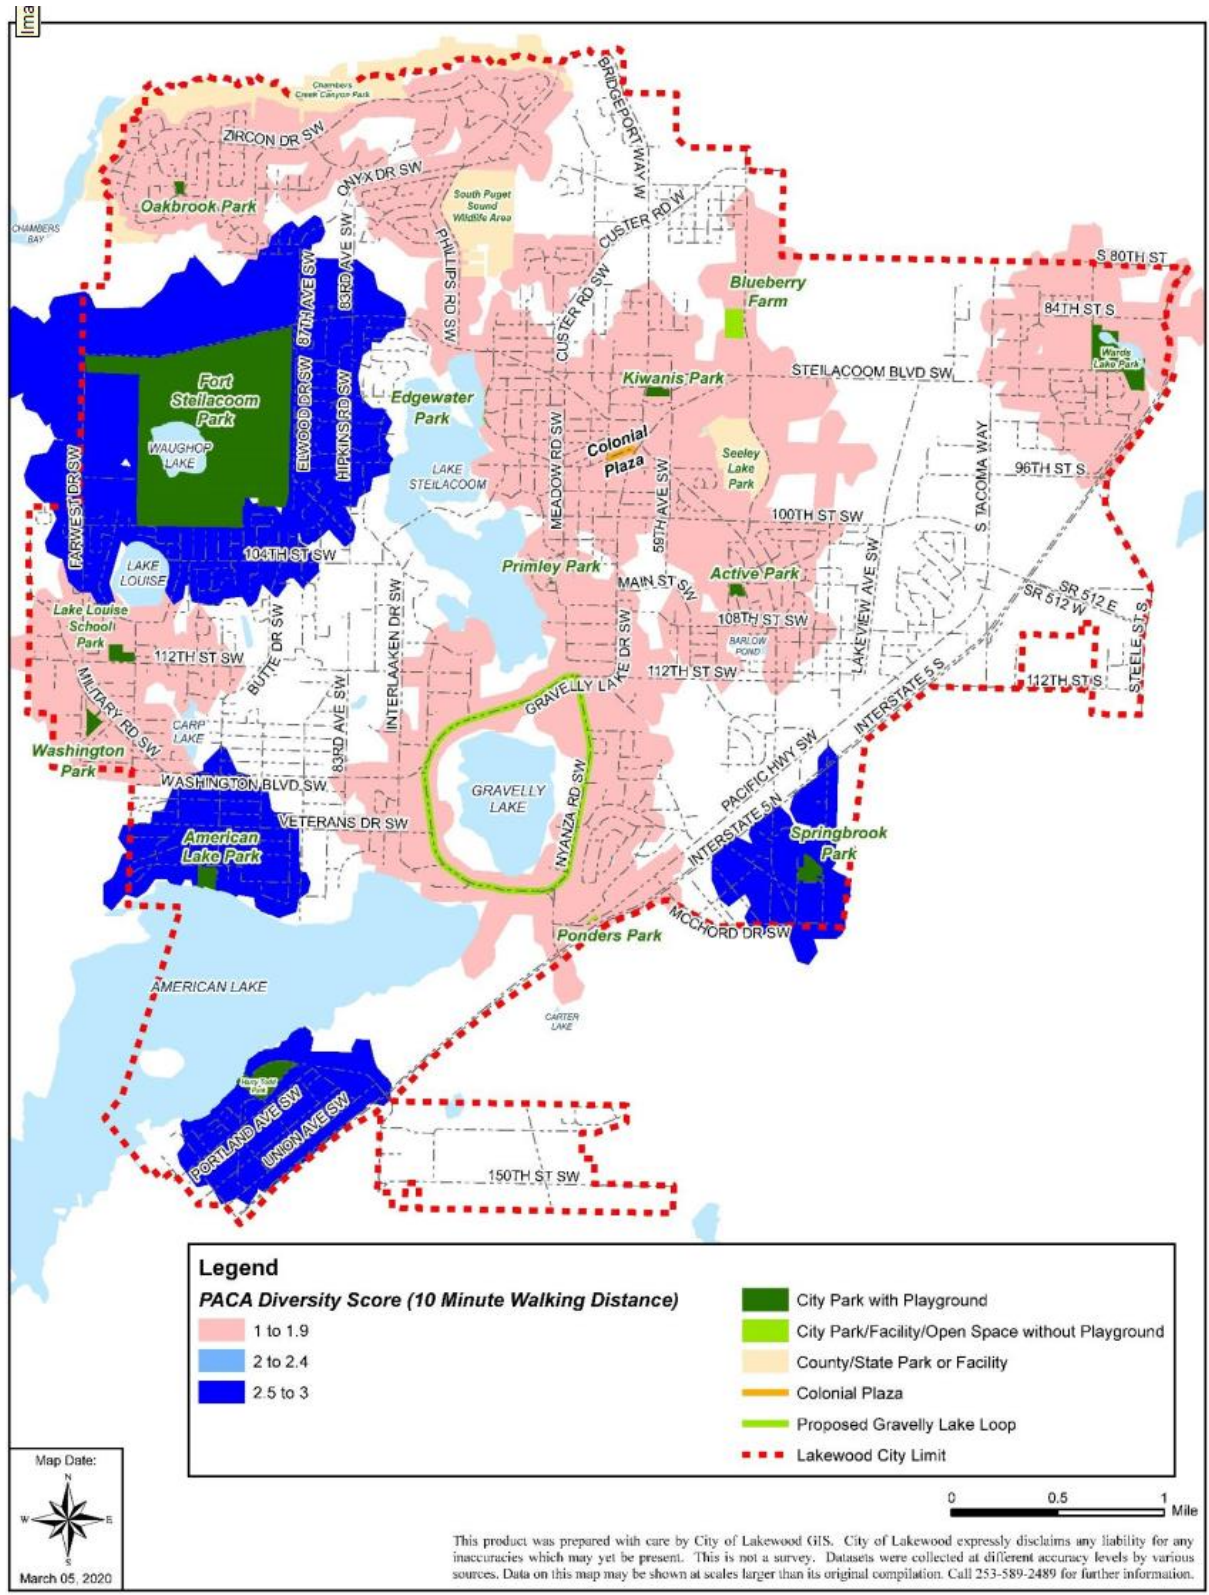 Ima
Chambers
Creek Canyon Park
BRIDGEPORT WAY W
ZIRCON DR SW
ONYX DR SW
Oakbrook Park
South Puget
Sound
Wildlife Area
CUSTER RD W
CHAMBERS
BAY
87TH AVE SW
83RD AVE SW
PHILLIPS RD SW
CUSTER RD SW
S 80TH ST
Blueberry
Farm
84TH ST S
Wards
Lake Park
Fort
Steilacoom
Park
Edgewater
Park
Kiwanis Park
STEILACOOM BLVD SW
ELWOOD DR SW
HIPKINS RD SW
WAUGHOP
LAKE
LAKE
STEILACOOM
MEADOW RD SW
Colonial
Plaza
59TH AVE SW
Seeley
Lake
Park
S TACOMA WAY
96TH ST S
FARWEST DR SW
100TH ST SW
104TH ST SW
LAKE
LOUISE
Primley Park
MAIN ST SW
Active Park
LAKEVIEW AVE SW
SR 512 E
SR 512 W
Lake Louise
School
Park
108TH ST SW
BARLOW
POND
112TH ST SW
BUTTE DR SW
INTERLAAKEN DR SW
GRAVELLY LAKE DR SW
112TH ST SW
INTERSTATE 5 S
112TH ST S
STEELE ST S
MILITARY RD SW
83RD AVE SW
CARP
LAKE
Washington
Park
WASHINGTON BLVD SW
GRAVELLY
LAKE
NYANZA RD SW
PACIFIC HWY SW
INTERSTATE 5 N
VETERANS DR SW
American
Lake Park
Springbrook
Park
Ponders Park
MCCHORD DR SW
AMERICAN LAKE
CARTER
LAKE
Harry Todd
Park
PORTLAND AVE SW
UNION AVE SW
150TH ST SW
Legend
PACA Diversity Score (10 Minute Walking Distance)
1 to 1.9
2 to 2.4
2.5 to 3
City Park with Playground
City Park/Facility/Open Space without Playground
County/State Park or Facility
Colonial Plaza
Proposed Gravelly Lake Loop
Lakewood City Limit
Map Date:
N
W E
S
March 05, 2020
0 0.5 1
Mile
This product was prepared with care by City of Lakewood GIS. City of Lakewood expressly disclaims any liability for any
inaccuracies which may yet be present. This is not a survey. Datasets were collected at different accuracy levels by various
sources. Data on this map may be shown at scales larger than its original compilation. Call 253-589-2489 for further information.